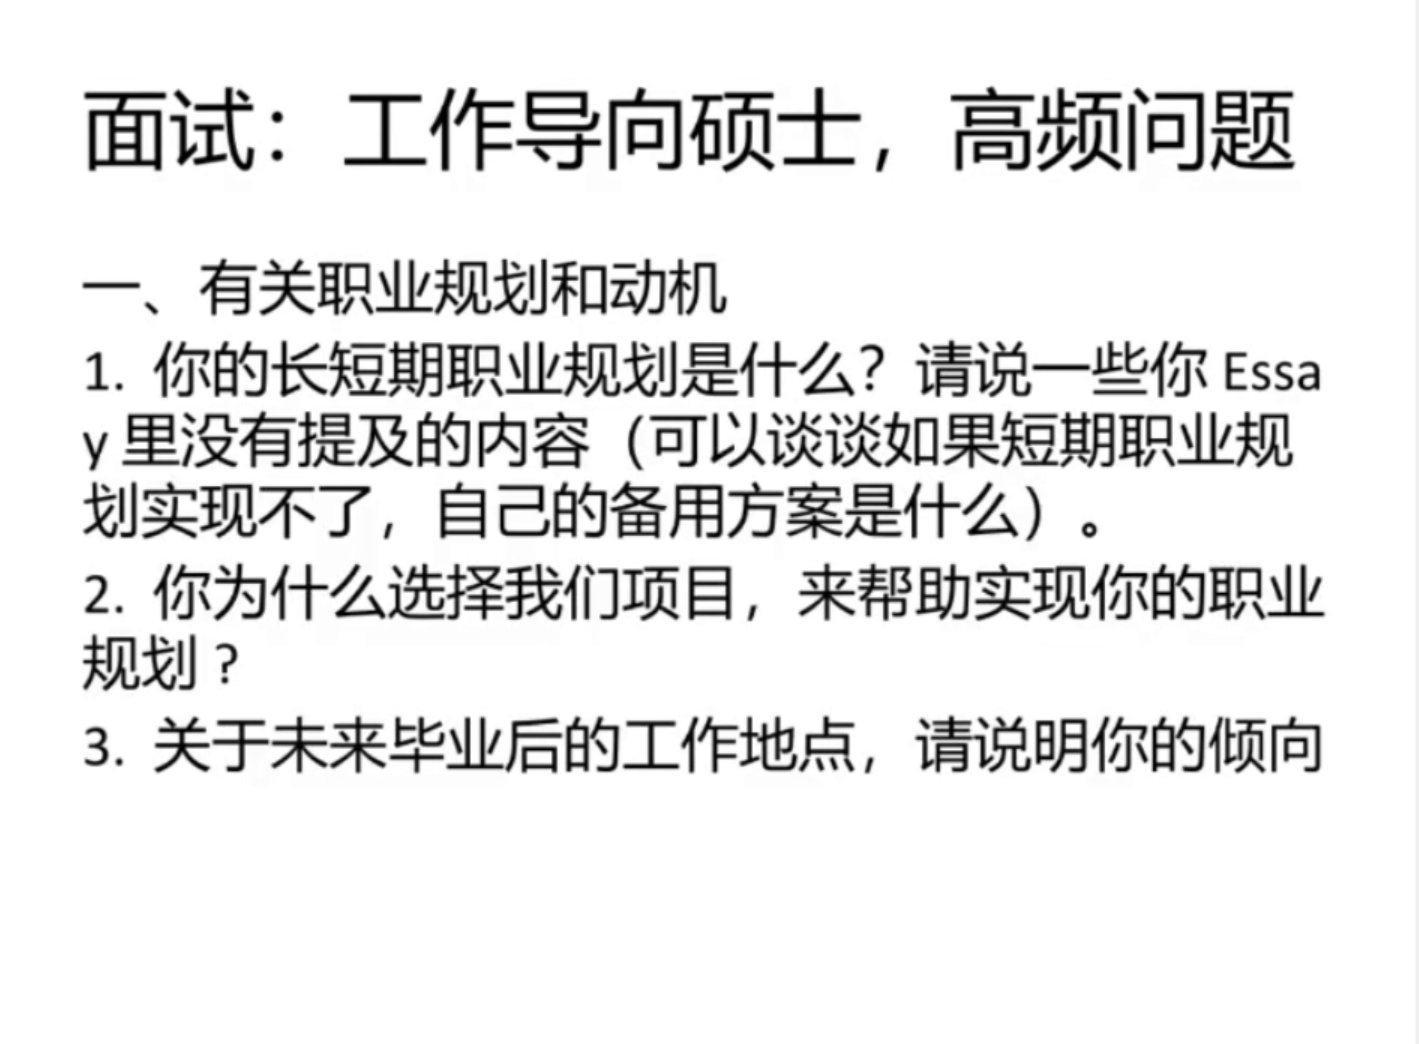 面试：工作导向硕士，高频问题
一、有关职业规划和动机
1. 你的长短期职业规划是什么？请说一些你 Essa
y 里没有提及的内容（可以谈谈如果短期职业规
划实现不了，自己的备用方案是什么）。
2. 你为什么选择我们项目，来帮助实现你的职业
规划？
3. 关于未来毕业后的工作地点，请说明你的倾向